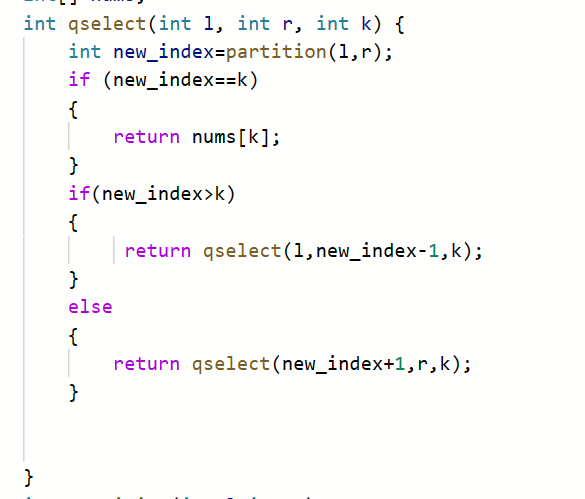 int qselect(int l, int r, int k) {
int new_index=partition(l,r);
if (new_index==k)
{
return nums[k];
}
if(new_index>k)
{
return qselect(l,new_index-1,k);
}
else
{
return qselect(new_index+1,r,k);
}
}